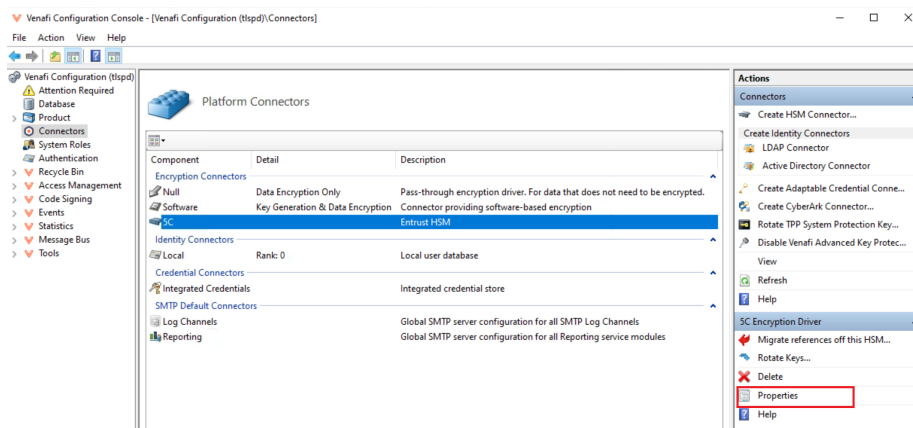 Venafi Configuration Console - [Venafi Configuration (tlspd)\Connectors]
File Action View Help
Venafi Configuration (tlspd)
Attention Required
Database
Product
Connectors
System Roles
Authentication
Recycle Bin
Access Management
Code Signing
Events
Statistics
Message Bus
Tools
Platform Connectors
Component Detail Description
Encryption Connectors
Null Data Encryption Only Pass-through encryption driver. For data that does not need to be encrypted.
Software Key Generation & Data Encryption Connector providing software-based encryption
5C Entrust HSM
Identity Connectors
Local Rank: 0 Local user database
Credential Connectors
Integrated Credentials Integrated credential store
SMTP Default Connectors
Log Channels Global SMTP server configuration for all SMTP Log Channels
Reporting Global SMTP server configuration for all Reporting service modules
Actions
Connectors
Create HSM Connector...
Create Identity Connectors
LDAP Connector
Active Directory Connector
Create Adaptable Credential Conne...
Create CyberArk Connector...
Rotate TPP System Protection Key...
Disable Venafi Advanced Key Protec...
View
Refresh
Help
5C Encryption Driver
Migrate references off this HSM...
Rotate Keys...
Delete
Properties
Help